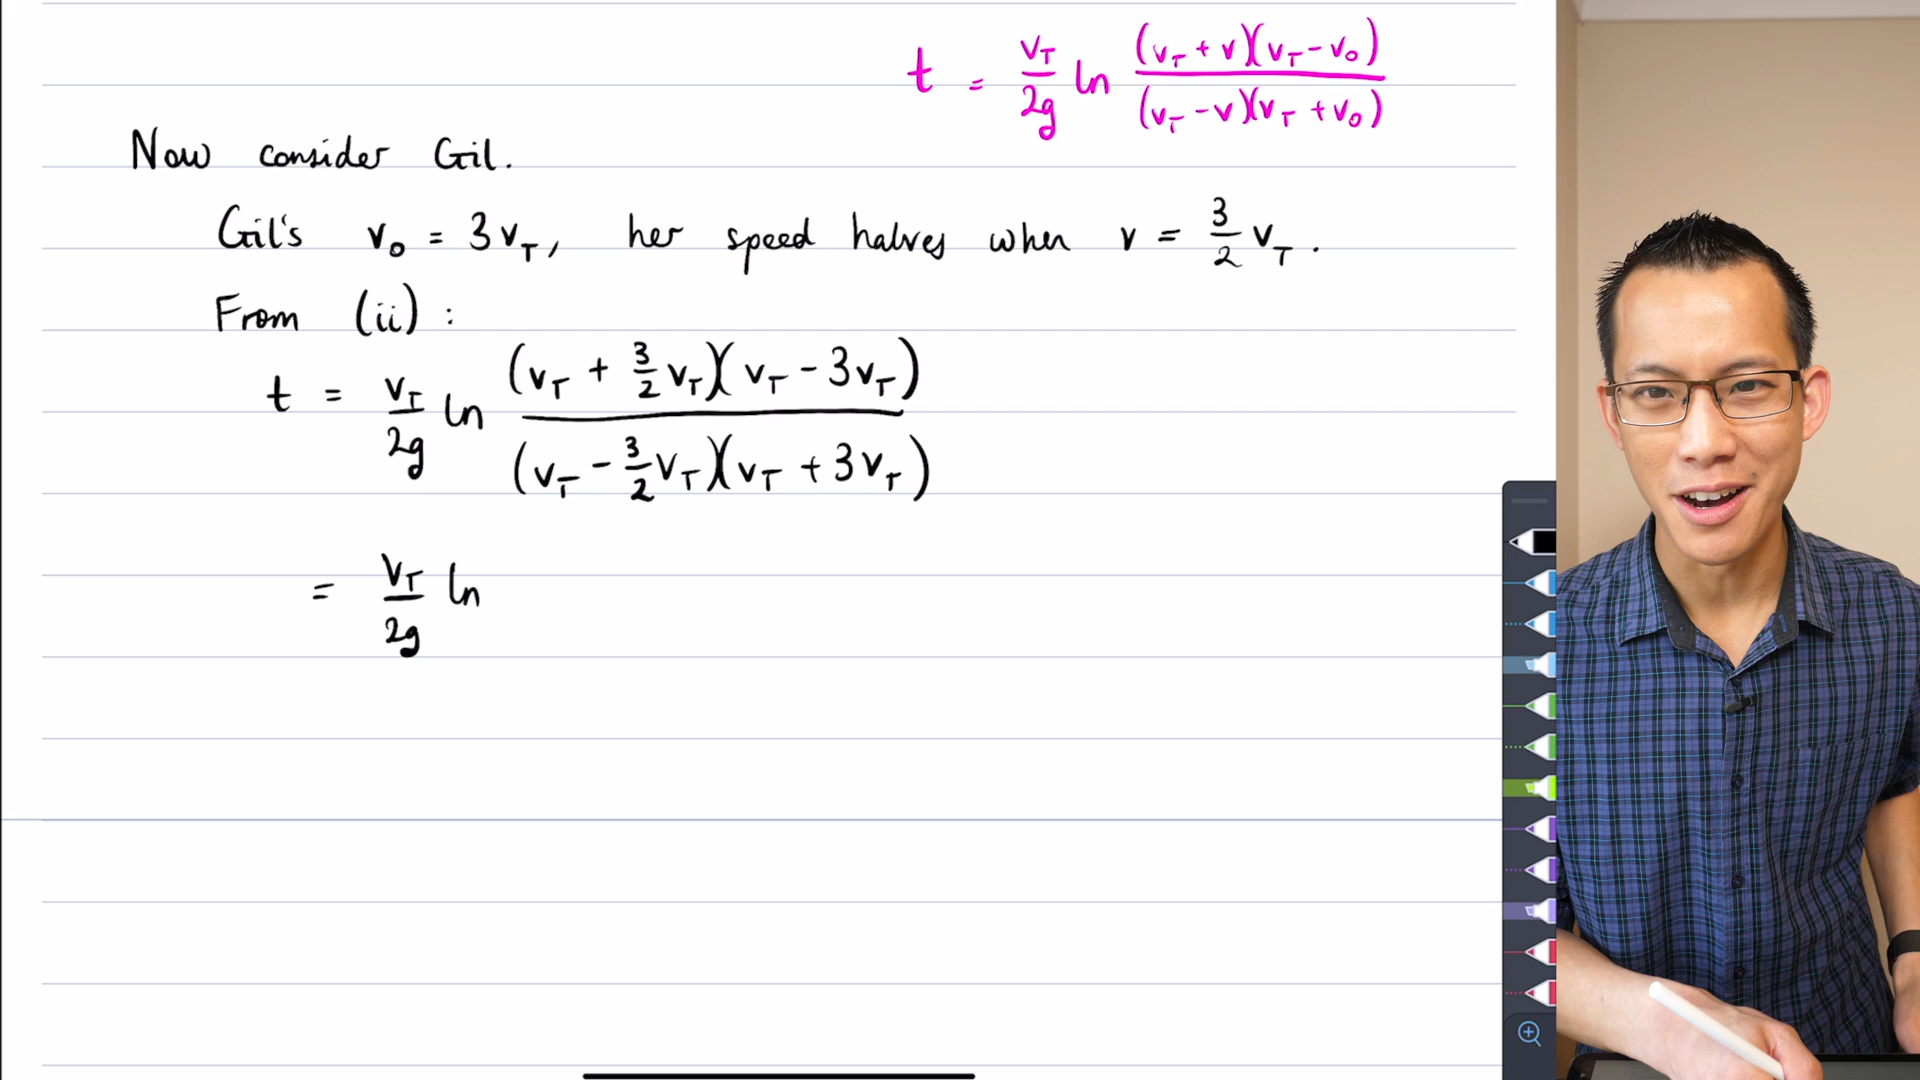 t = v_T/2g ln (v_T + v)(v_T - v_0)/(v_T - v)(v_T + v_0)
Now consider Gil.
Gil's v_0 = 3v_T, her speed halves when v = 3/2 v_T.
From (ii):
t = v_T/2g ln (v_T + 3/2 v_T)(v_T - 3v_T)/(v_T - 3/2 v_T)(v_T + 3v_T)
= v_T/2g ln